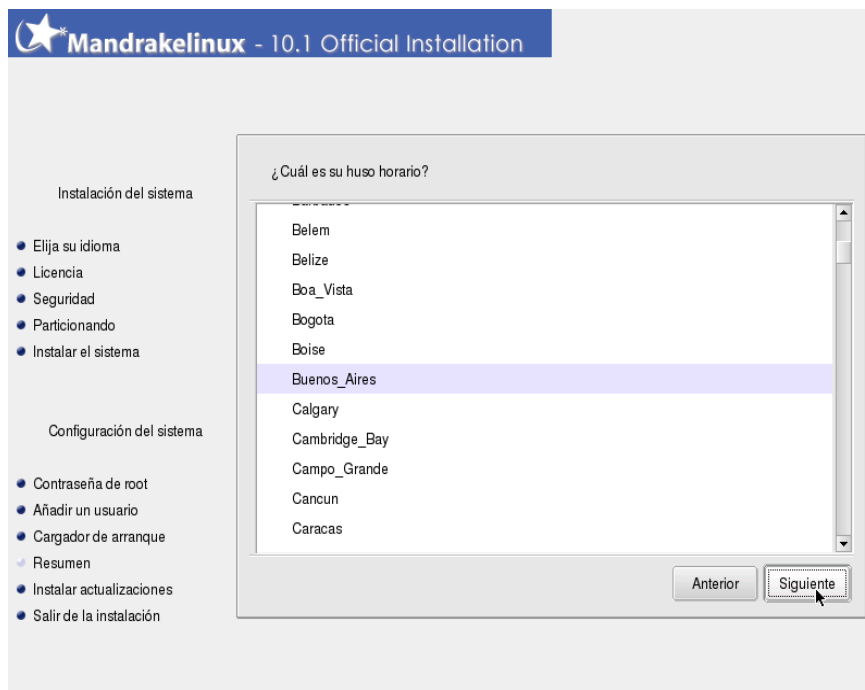 Mandrakelinux - 10.1 Official Installation
Instalación del sistema
Elija su idioma
Licencia
Seguridad
Particionando
Instalar el sistema
Configuración del sistema
Contraseña de root
Añadir un usuario
Cargador de arranque
Resumen
Instalar actualizaciones
Salir de la instalación
¿Cuál es su huso horario?
Belem
Belize
Boa_Vista
Bogota
Boise
Buenos_Aires
Calgary
Cambridge_Bay
Campo_Grande
Cancun
Caracas
Anterior
Siguiente